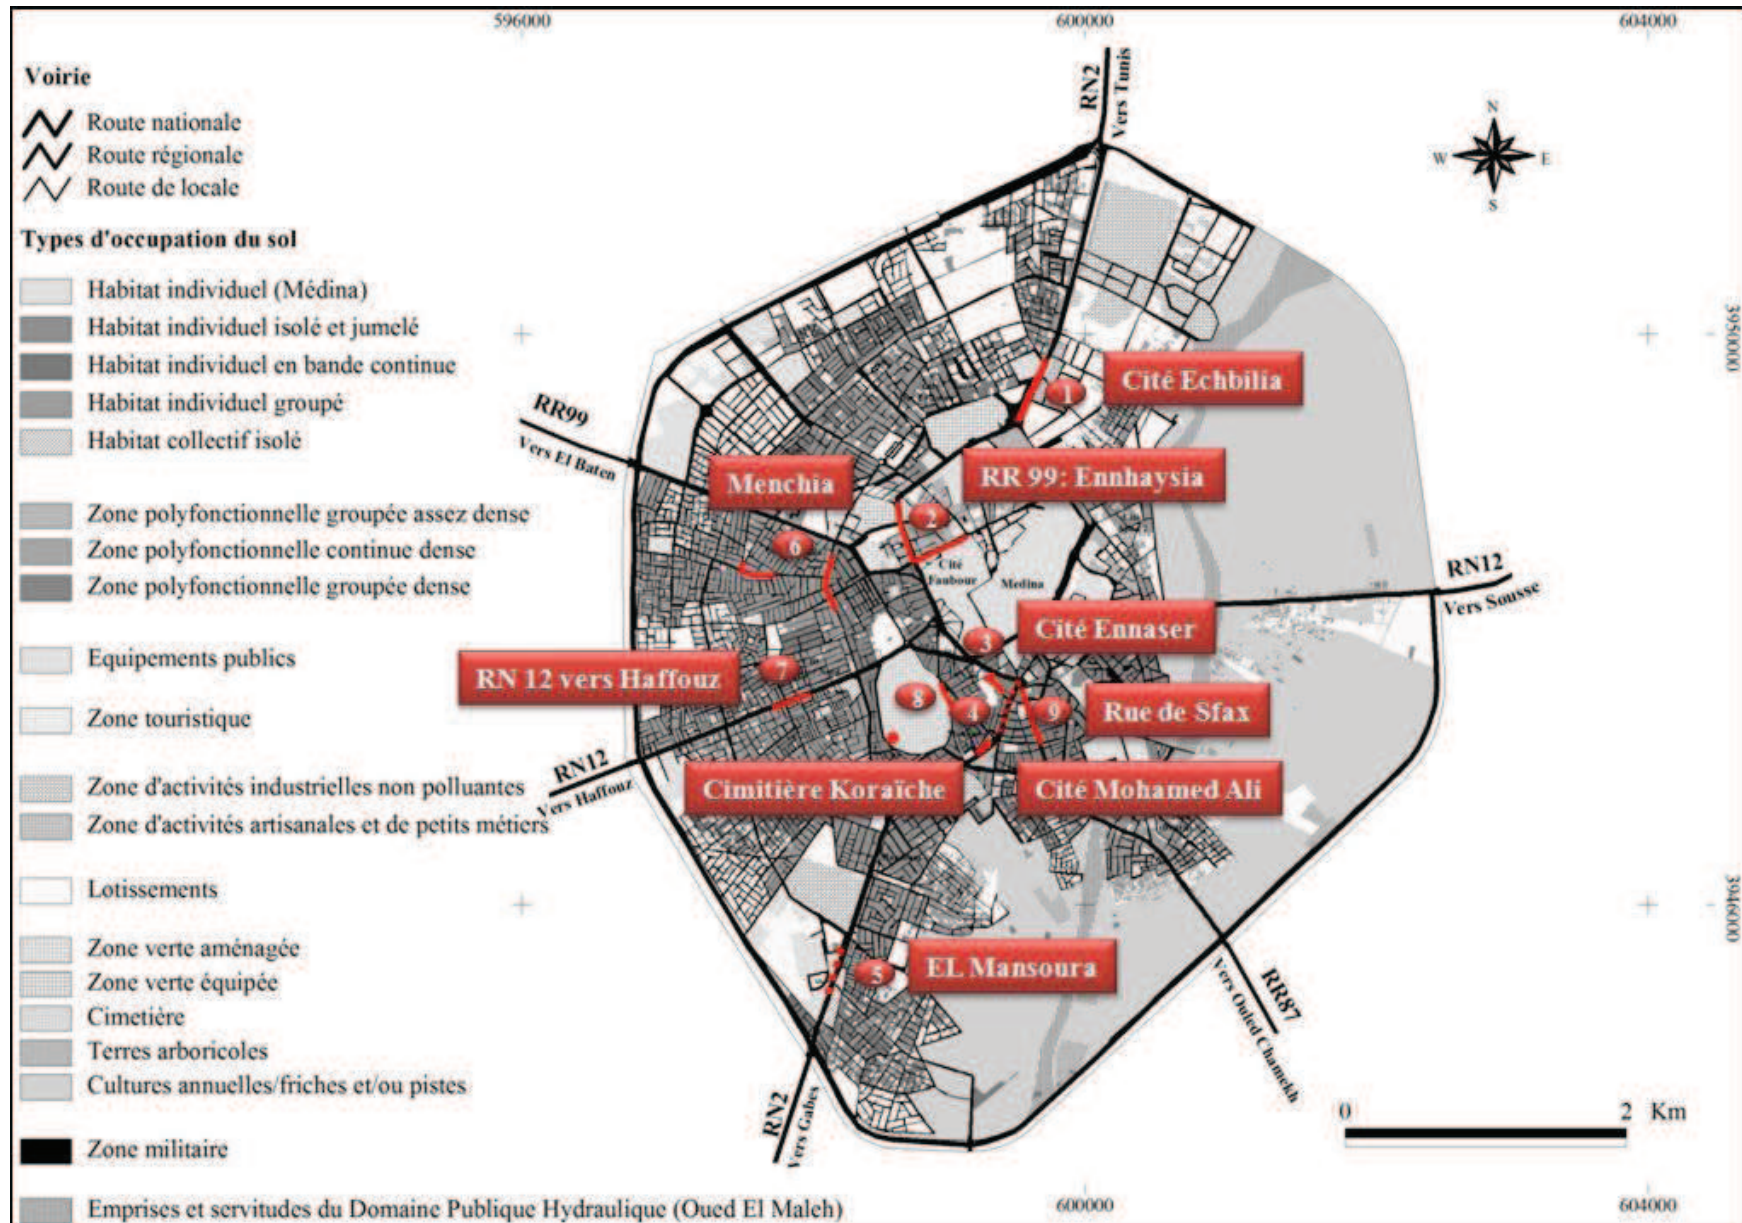 596000
600000
604000
Voirie
Route nationale
Route régionale
Route de locale
Types d'occupation du sol
Habitat individuel (Médina)
Habitat individuel isolé et jumelé
Habitat individuel en bande continue
Habitat individuel groupé
Habitat collectif isolé
Zone polyfonctionnelle groupée assez dense
Zone polyfonctionnelle continue dense
Zone polyfonctionnelle groupée dense
Equipements publics
Zone touristique
Zone d'activités industrielles non polluantes
Zone d'activités artisanales et de petits métiers
Lotissements
Zone verte aménagée
Zone verte équipée
Cimetière
Terres arboricoles
Cultures annuelles/friches et/ou pistes
Zone militaire
Emprises et servitudes du Domaine Publique Hydraulique (Oued El Maleh)
RN2
Vers Tunis
N
W
E
S
3950000
Cité Echbilia
1
RR99
Vers El Baten
Menchia
RR 99: Ennhaysia
2
6
Cité
Faubour
Medina
RN12
Vers Sousse
Cité Ennaser
3
RN 12 vers Haffouz
7
8
4
9
Rue de Sfax
RN12
Vers Haffouz
Cimitière Koraïche
Cité Mohamed Ali
3946000
EL Mansoura
5
RR87
Vers Ouled Chamekh
RN2
Vers Gabes
0
2 Km
600000
604000